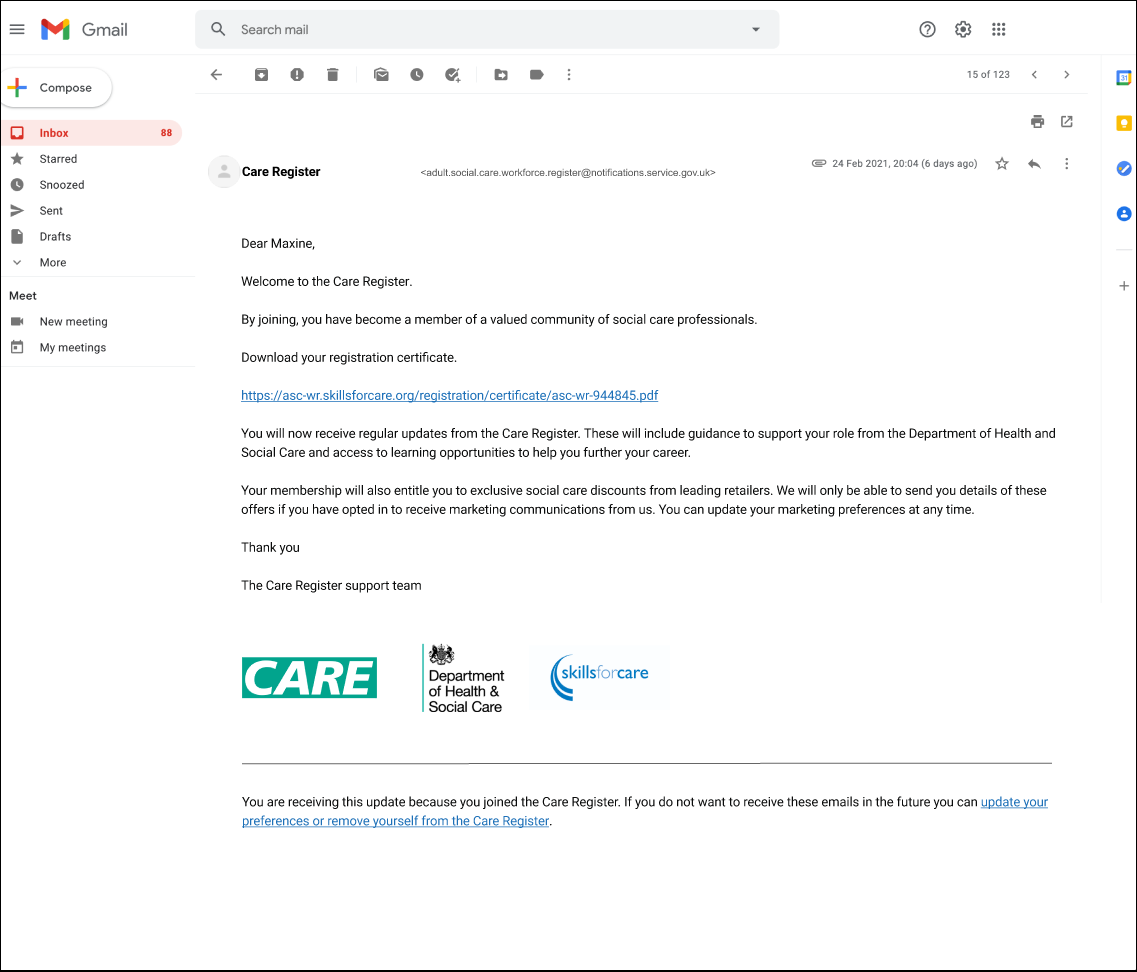 Gmail
Search mail
15 of 123
31
Compose
Inbox 88
Starred
Snoozed
Sent
Drafts
More
Meet
New meeting
My meetings
Care Register <adult.social.care.workforce.register@notifications.service.gov.uk> 24 Feb 2021, 20:04 (6 days ago)
Dear Maxine,
Welcome to the Care Register.
By joining, you have become a member of a valued community of social care professionals.
Download your registration certificate.
https://asc-wr.skillsforcare.org/registration/certificate/asc-wr-944845.pdf
You will now receive regular updates from the Care Register. These will include guidance to support your role from the Department of Health and
Social Care and access to learning opportunities to help you further your career.
Your membership will also entitle you to exclusive social care discounts from leading retailers. We will only be able to send you details of these
offers if you have opted in to receive marketing communications from us. You can update your marketing preferences at any time.
Thank you
The Care Register support team
CARE
Department
of Health &
Social Care
skillsforcare
You are receiving this update because you joined the Care Register. If you do not want to receive these emails in the future you can update your
preferences or remove yourself from the Care Register.